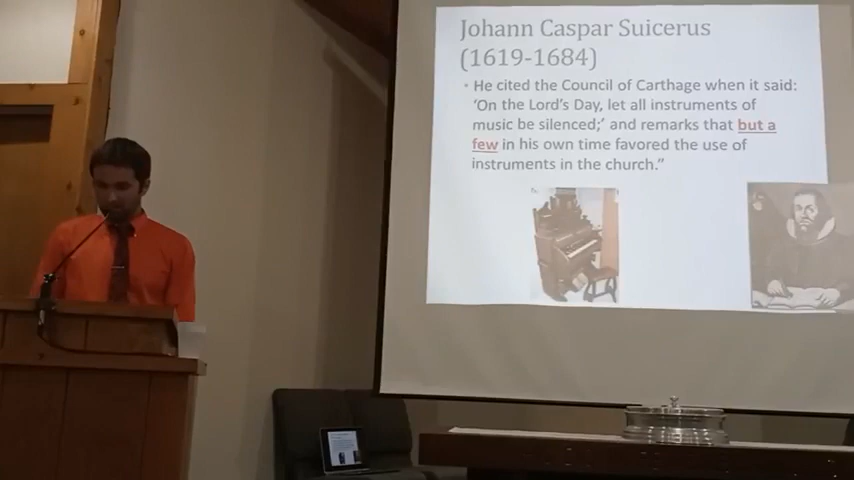 Johann Caspar Suicerus
(1619-1684)
• He cited the Council of Carthage when it said:
‘On the Lord’s Day, let all instruments of
music be silenced;’ and remarks that but a
few in his own time favored the use of
instruments in the church.”